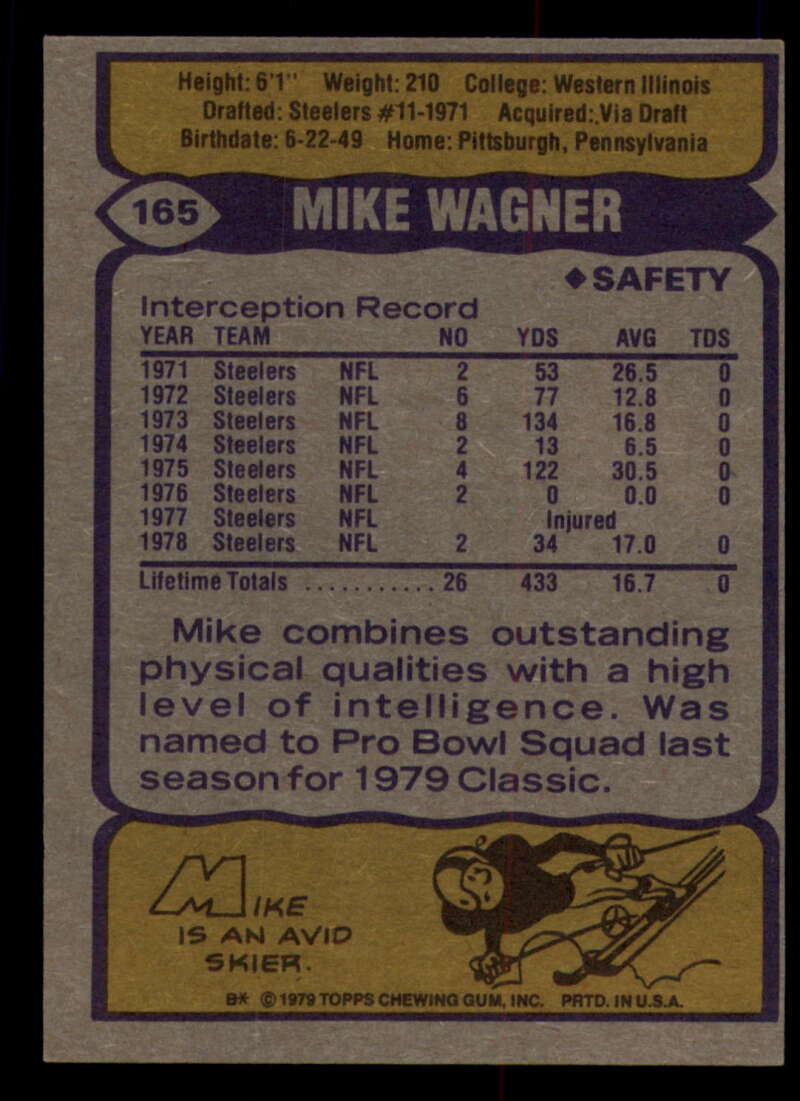 Height: 6'1" Weight: 210 College: Western Illinois
Drafted: Steelers #11-1971 Acquired: Via Draft
Birthdate: 6-22-49 Home: Pittsburgh, Pennsylvania
165 MIKE WAGNER
◆SAFETY
Interception Record
YEAR TEAM NO YDS AVG TDS
1971 Steelers NFL 2 53 26.5 0
1972 Steelers NFL 6 77 12.8 0
1973 Steelers NFL 8 134 16.8 0
1974 Steelers NFL 2 13 6.5 0
1975 Steelers NFL 4 122 30.5 0
1976 Steelers NFL 2 0 0.0 0
1977 Steelers NFL Injured
1978 Steelers NFL 2 34 17.0 0
Lifetime Totals ........... 26 433 16.7 0
Mike combines outstanding
physical qualities with a high
level of intelligence. Was
named to Pro Bowl Squad last
season for 1979 Classic.
MIKE
IS AN AVID
SKIER.
B* © 1979 TOPPS CHEWING GUM, INC. PRTD. IN U.S.A.